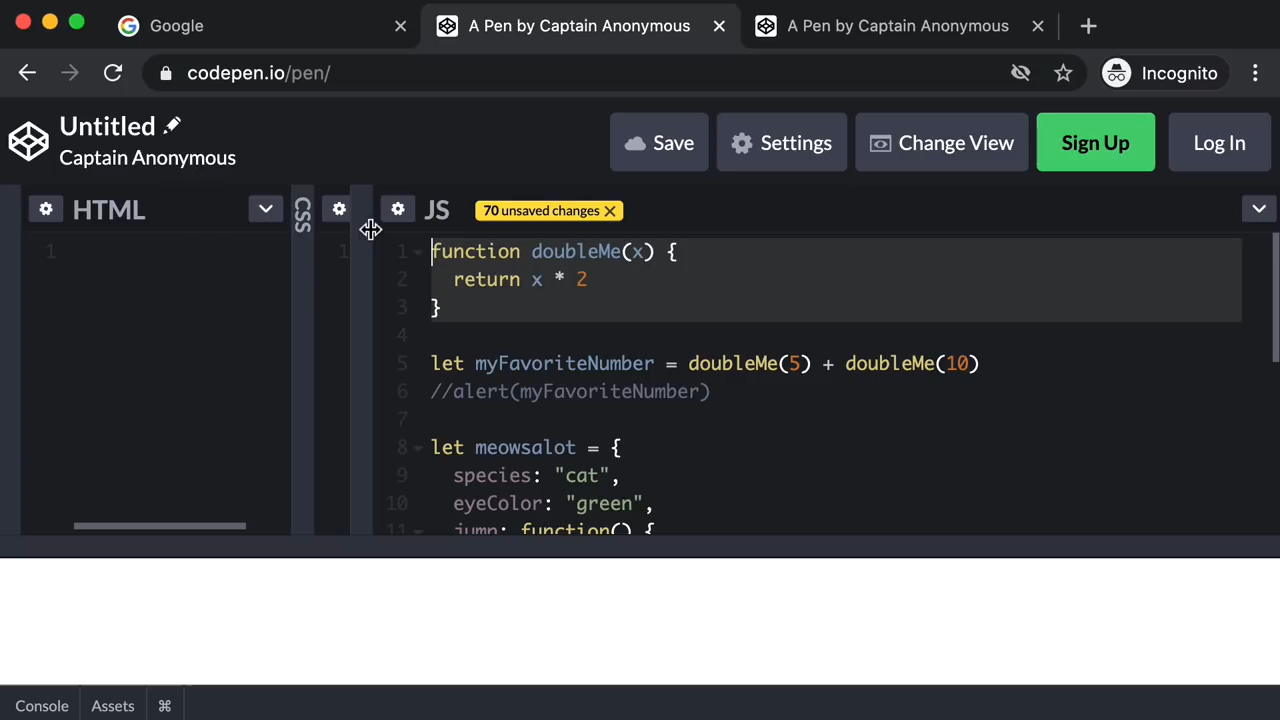 Google
A Pen by Captain Anonymous
A Pen by Captain Anonymous
codepen.io/pen/
Incognito
Untitled
Captain Anonymous
Save
Settings
Change View
Sign Up
Log In
HTML
CSS
JS
70 unsaved changes
1
1
1 function doubleMe(x) {
2 return x * 2
3 }
4
5 let myFavoriteNumber = doubleMe(5) + doubleMe(10)
6 //alert(myFavoriteNumber)
7
8 let meowsalot = {
9 species: "cat",
10 eyeColor: "green",
11 jump: function() {
Console
Assets
⌘